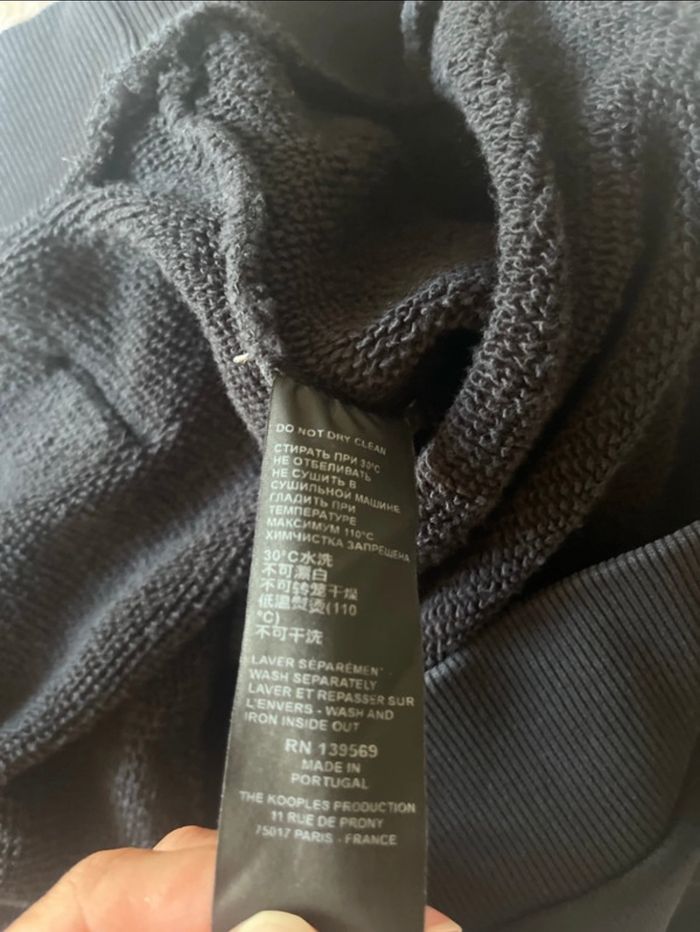 DO NOT DRY CLEAN
СТИРАТЬ ПРИ 30°C
НЕ ОТБЕЛИВАТЬ
НЕ СУШИТЬ В
СУШИЛЬНОЙ МАШИНЕ
ГЛАДИТЬ ПРИ
ТЕМПЕРАТУРЕ
МАКСИМУМ 110°C
ХИМЧИСТКА ЗАПРЕЩЕНА
30°C水洗
不可漂白
不可转笼干燥
低温熨烫(110
°C)
不可干洗
LAVER SÉPARÉMEN
WASH SEPARATELY
LAVER ET REPASSER SUR
L'ENVERS - WASH AND
IRON INSIDE OUT
RN 139569
MADE IN
PORTUGAL
THE KOOPLES PRODUCTION
11 RUE DE PRONY
75017 PARIS - FRANCE